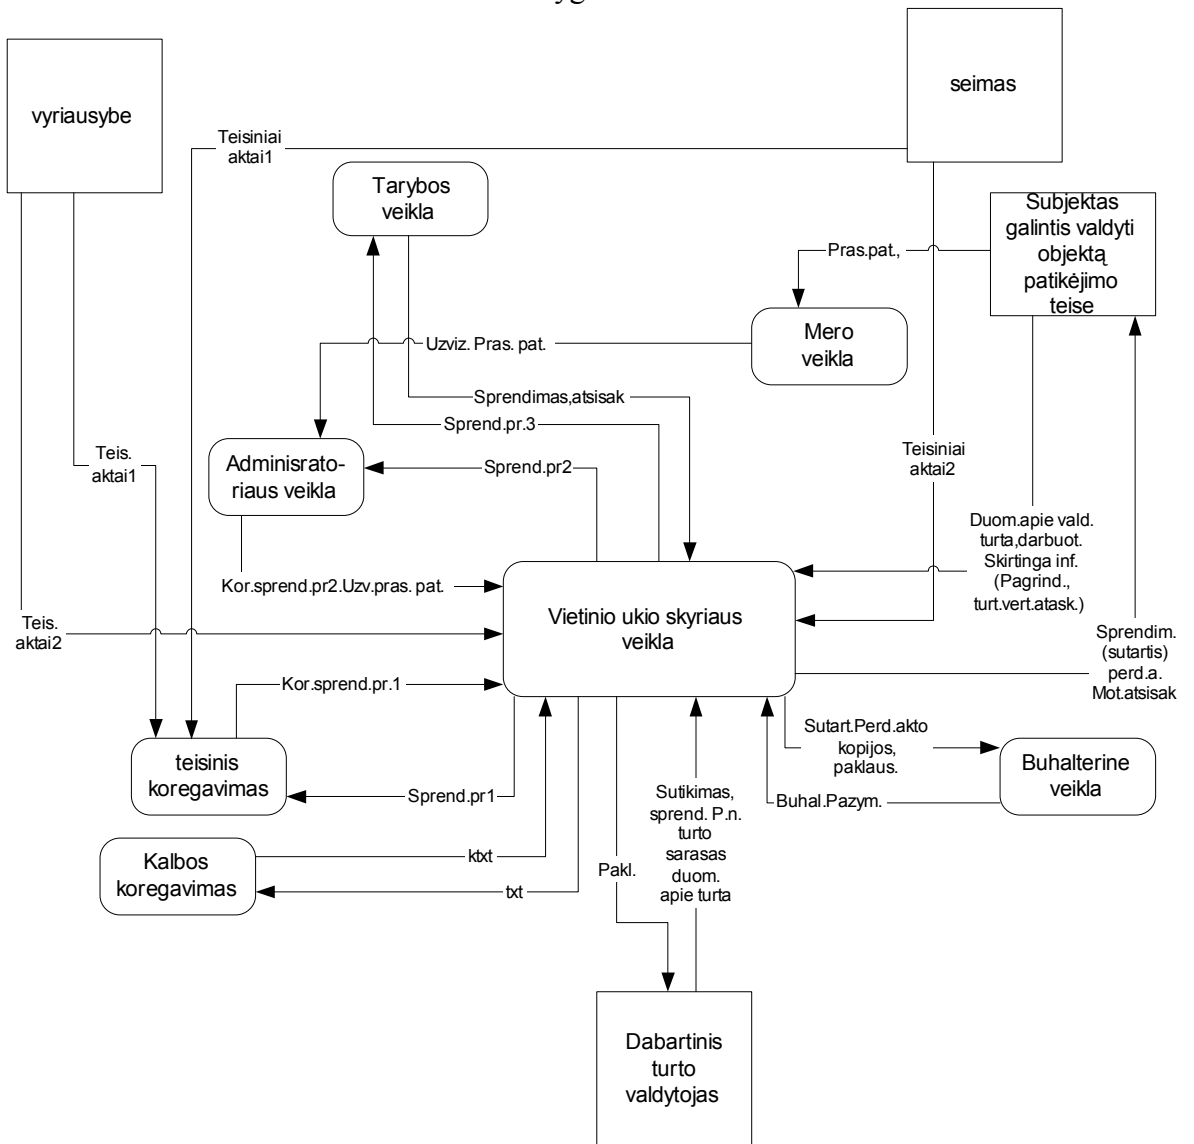 seimas
vyriausybe
Teisiniai
aktai1
Tarybos
veikla
Subjektas
galintis valdyti
objektą
patikėjimo
teise
Pras.pat.,
Mero
veikla
Uzviz. Pras. pat.
Sprendimas,atsisak
Sprend.pr.3
Teis.
aktai1
Adminisrato-
riaus veikla
Sprend.pr2
Teisiniai
aktai2
Duom.apie vald.
turta,darbuot.
Skirtinga inf.
(Pagrind.,
turt.vert.atask.)
Kor.sprend.pr2.Uzv.pras. pat.
Vietinio ukio skyriaus
veikla
Teis.
aktai2
Sprendim.
(sutartis)
perd.a.
Mot.atsisak
Kor.sprend.pr.1
Sutart.Perd.akto
kopijos,
paklaus.
teisinis
koregavimas
Buhalterine
veikla
Sprend.pr1
Buhal.Pazym.
Sutikimas,
sprend. P.n.
turto
sarasas
duom.
apie turta
Kalbos
koregavimas
ktxt
txt
Pakl.
Dabartinis
turto
valdytojas